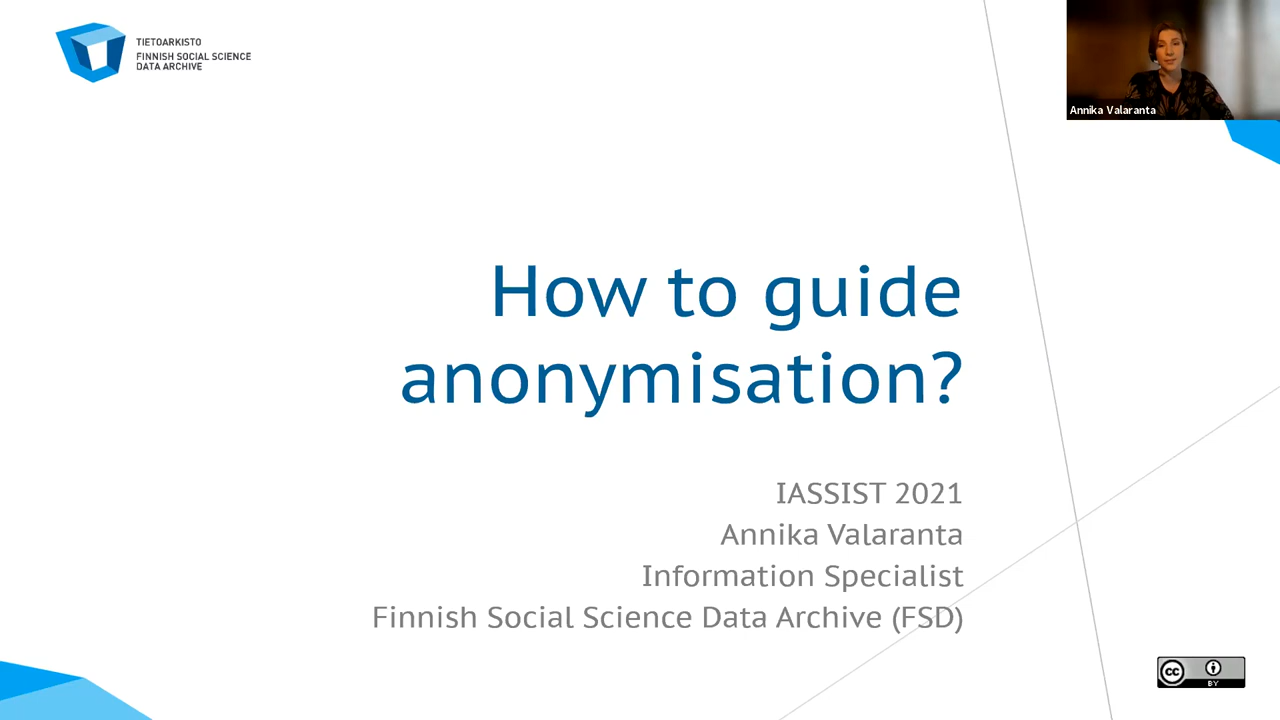 TIETOARKISTO
FINNISH SOCIAL SCIENCE
DATA ARCHIVE
Annika Valaranta
How to guide
anonymisation?
IASSIST 2021
Annika Valaranta
Information Specialist
Finnish Social Science Data Archive (FSD)
cc
BY